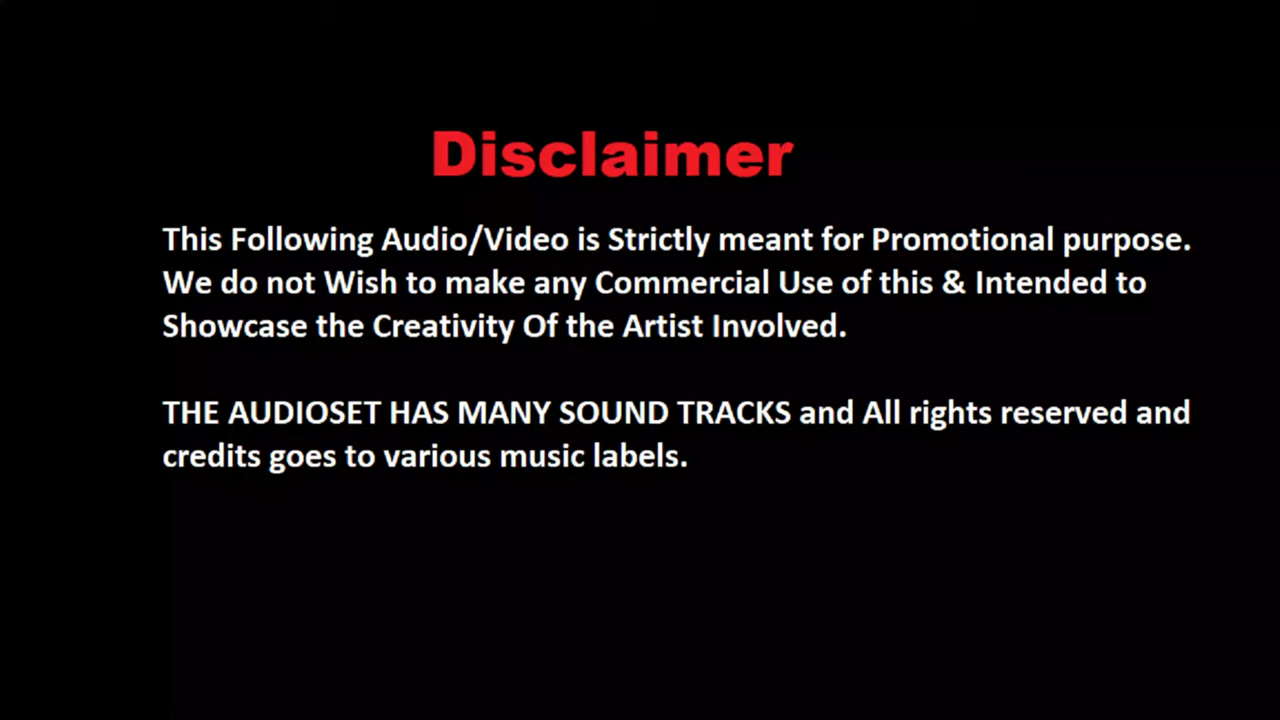 Disclaimer
This Following Audio/Video is Strictly meant for Promotional purpose.
We do not Wish to make any Commercial Use of this & Intended to
Showcase the Creativity Of the Artist Involved.
THE AUDIOSET HAS MANY SOUND TRACKS and All rights reserved and
credits goes to various music labels.